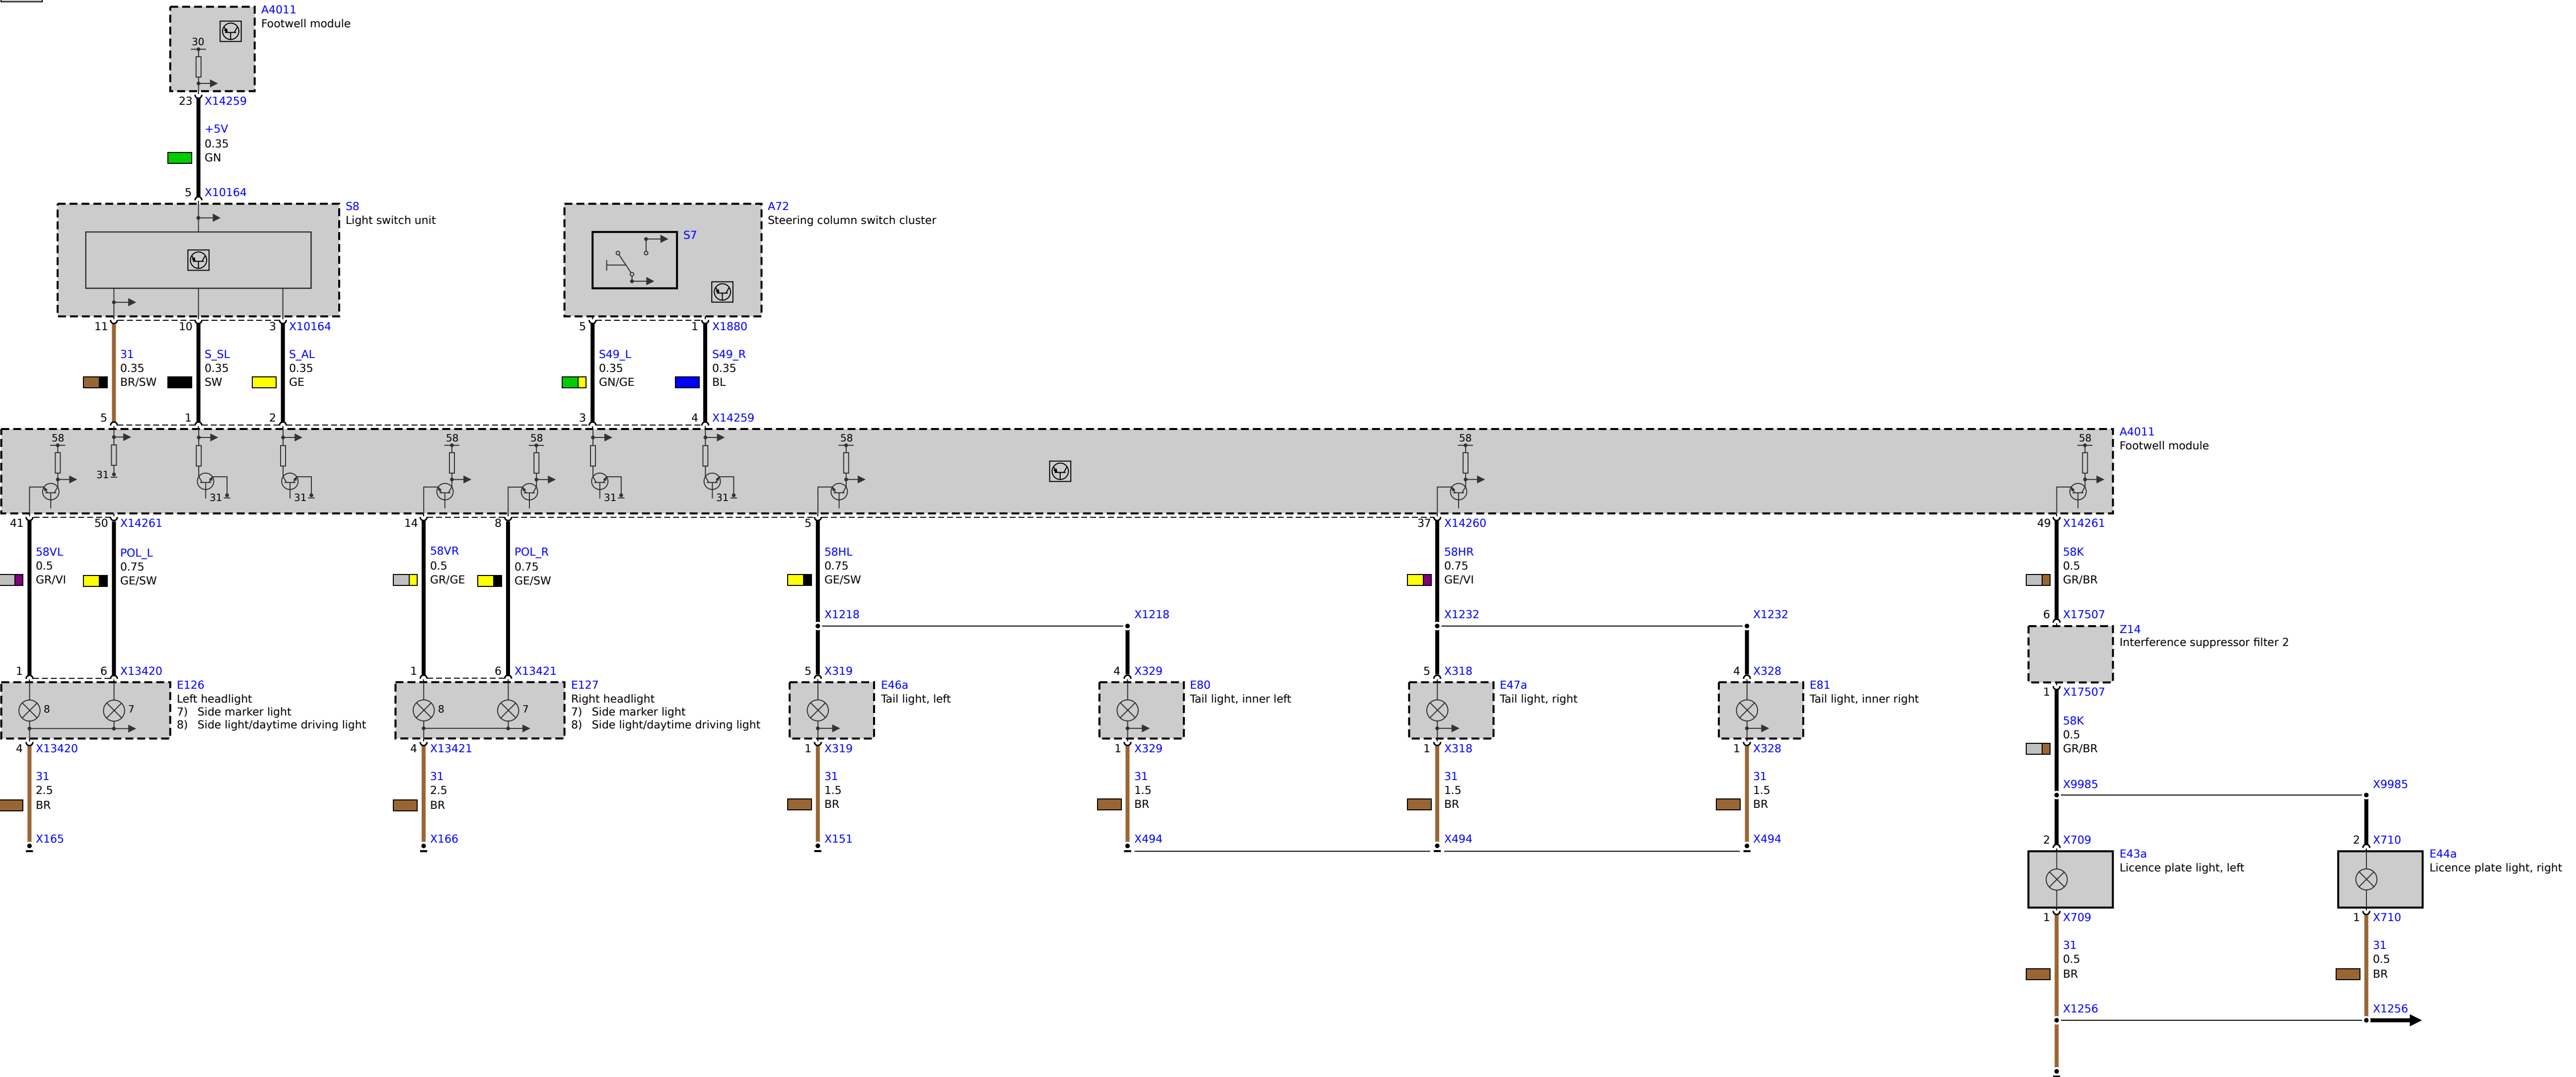 A4011
Footwell module
30
23 X14259
+5V
0.35
GN
5 X10164
S8
Light switch unit
A72
Steering column switch cluster
S7
11 10 3 X10164
5 1 X1880
31 S_SL S_AL S49_L S49_R
0.35 0.35 0.35 0.35 0.35
BR/SW SW GE GN/GE BL
5 1 2 3 4 X14259
A4011
Footwell module
58 58 58 58 58 58
31 31 31 31 31
41 50 X14261 14 8 5 37 X14260 49 X14261
58VL POL_L 58VR POL_R 58HL 58HR 58K
0.5 0.75 0.5 0.75 0.75 0.75 0.5
GR/VI GE/SW GR/GE GE/SW GE/SW GE/VI GR/BR
X1218 X1218 X1232 X1232 6 X17507
Z14
Interference suppressor filter 2
1 6 X13420 1 6 X13421 5 X319 4 X329 5 X318 4 X328
E126
Left headlight
7) Side marker light
8) Side light/daytime driving light
8 7
E127
Right headlight
7) Side marker light
8) Side light/daytime driving light
8 7
E46a
Tail light, left
E80
Tail light, inner left
E47a
Tail light, right
E81
Tail light, inner right
1 X17507
58K
0.5
GR/BR
4 X13420 4 X13421 1 X319 1 X329 1 X318 1 X328
31 31 31 31 31 31
2.5 2.5 1.5 1.5 1.5 1.5
BR BR BR BR BR BR
X9985 X9985
X165 X166 X151 X494 X494 X494
2 X709 2 X710
E43a
Licence plate light, left
E44a
Licence plate light, right
1 X709 1 X710
31 31
0.5 0.5
BR BR
X1256 X1256